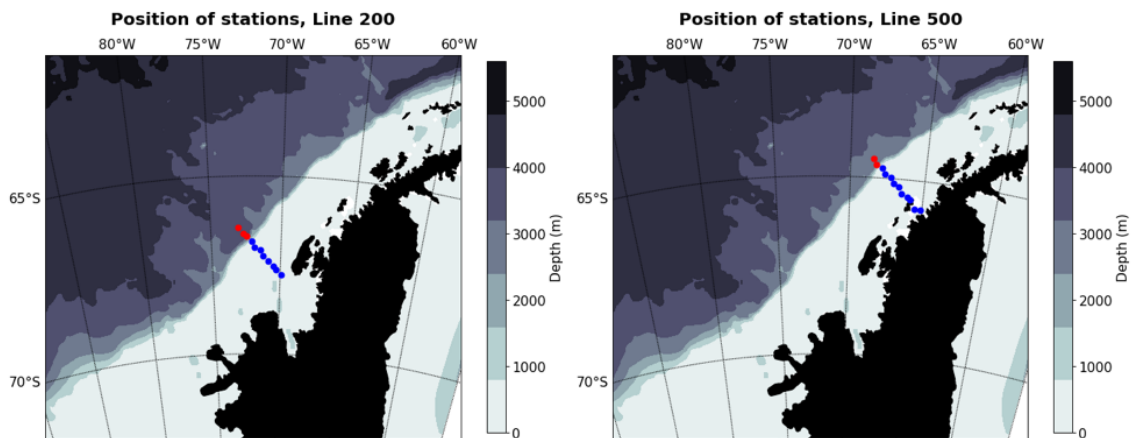 Position of stations, Line 200
80°W 75°W 70°W 65°W 60°W
65°S
70°S
5000
4000
3000
2000
1000
0
Depth (m)
Position of stations, Line 500
80°W 75°W 70°W 65°W 60°W
65°S
70°S
5000
4000
3000
2000
1000
0
Depth (m)